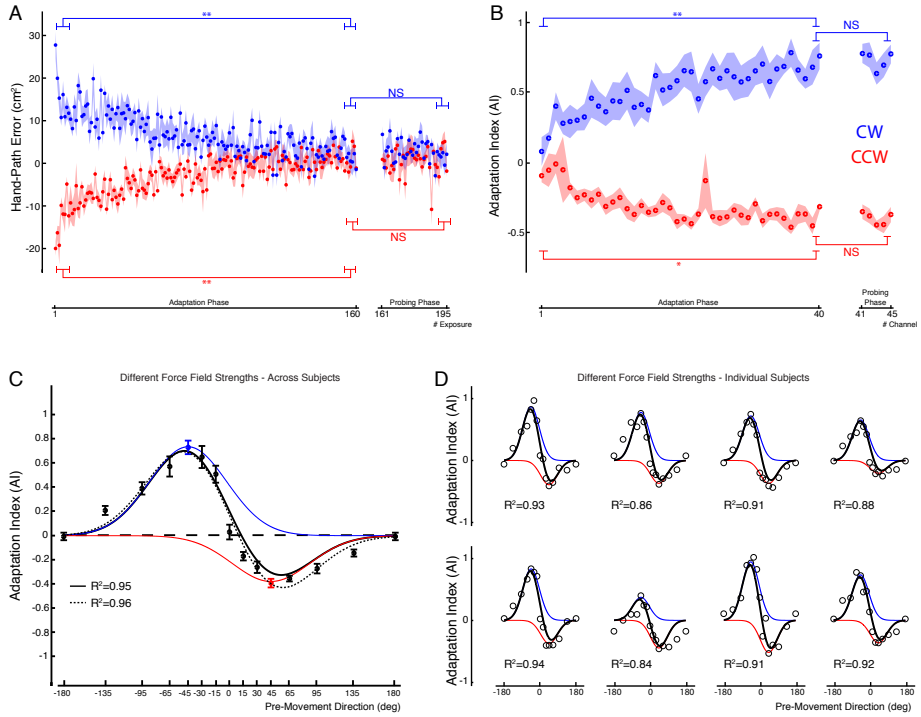 A
Hand-Path Error (cm²)
30
20
10
0
-10
-20
**
NS
NS
**
Adaptation Phase
Probing Phase
1
160
161
195
# Exposure
B
Adaptation Index (AI)
1
0.5
0
-0.5
**
NS
CW
CCW
NS
*
Adaptation Phase
Probing
Phase
1
40
41
45
# Channel
C
Different Force Field Strengths - Across Subjects
Adaptation Index (AI)
1
0.8
0.6
0.4
0.2
0
-0.2
-0.4
-0.6
-0.8
-1
R²=0.95
R²=0.96
-180 -135 -95 -65 -45 -30 -15 0 15 30 45 65 95 135 180
Pre-Movement Direction (deg)
D
Different Force Field Strengths - Individual Subjects
Adaptation Index (AI)
1
0
-1
R²=0.93
R²=0.86
R²=0.91
R²=0.88
Adaptation Index (AI)
1
0
-1
R²=0.94
R²=0.84
R²=0.91
R²=0.92
-180 0 180
-180 0 180
-180 0 180
-180 0 180
Pre-Movement Direction (deg)